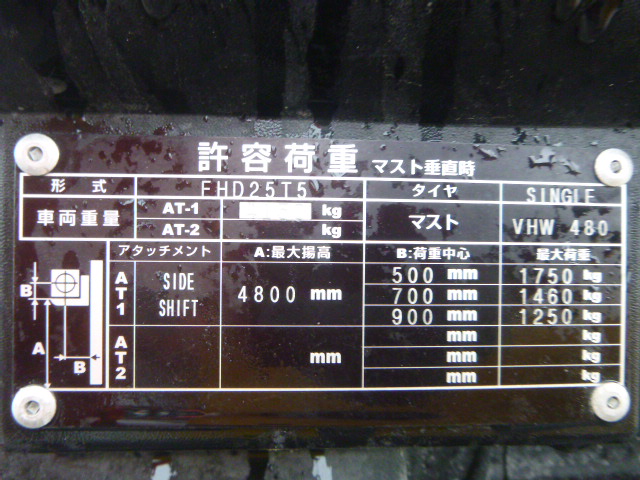 許容荷重 マスト垂直時
形式 FHD25T5 タイヤ SINGLE
車両重量 AT-1 kg マスト VHW 480
AT-2 kg
アタッチメント A:最大揚高 B:荷重中心 最大荷重
AT1 SIDE SHIFT 4800 mm 500 mm 1750 kg
700 mm 1460 kg
900 mm 1250 kg
AT2 mm mm kg
mm kg
B
A
B